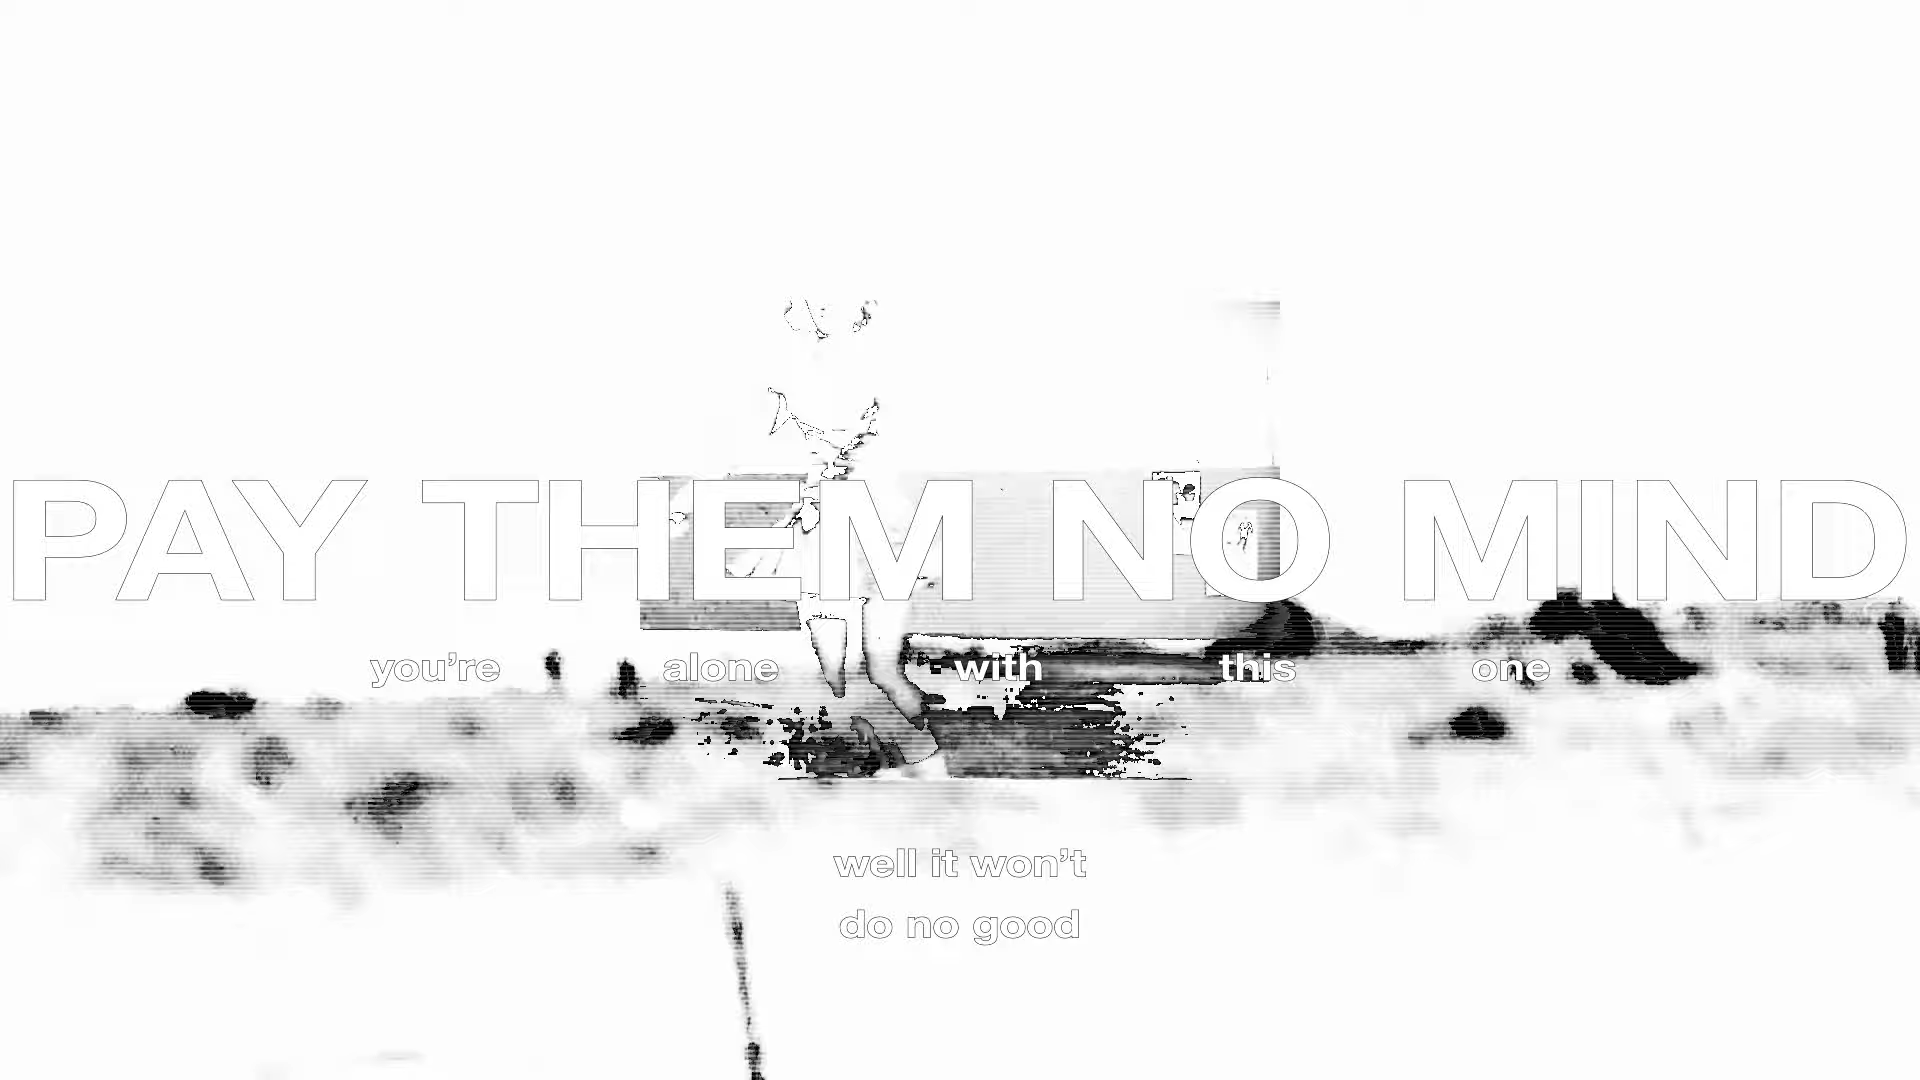 PAY THEM NO MIND
you’re alone with this one
well it won’t
do no good